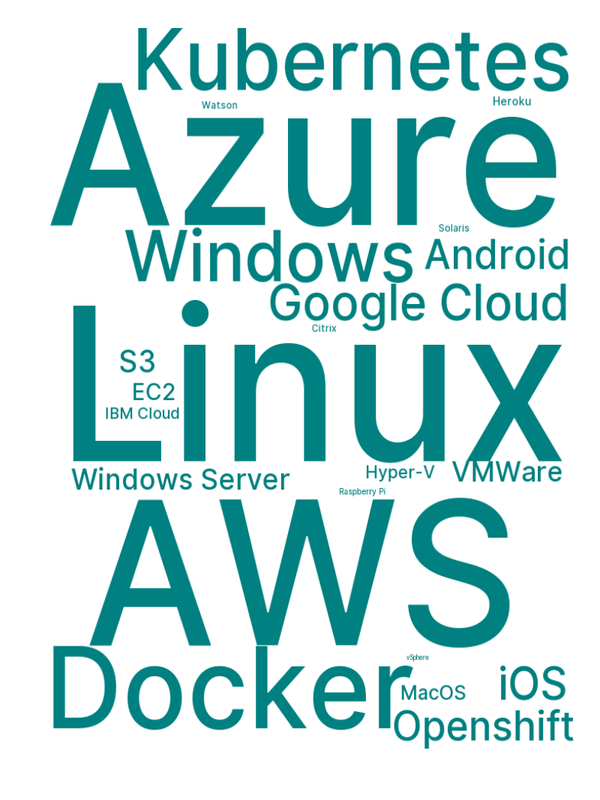 Kubernetes
Watson
Heroku
Azure
Solaris
Windows
Android
Google Cloud
Citrix
Linux
S3
EC2
IBM Cloud
Windows Server
Hyper-V
VMWare
Raspberry Pi
AWS
Docker
vSphere
MacOS
iOS
Openshift